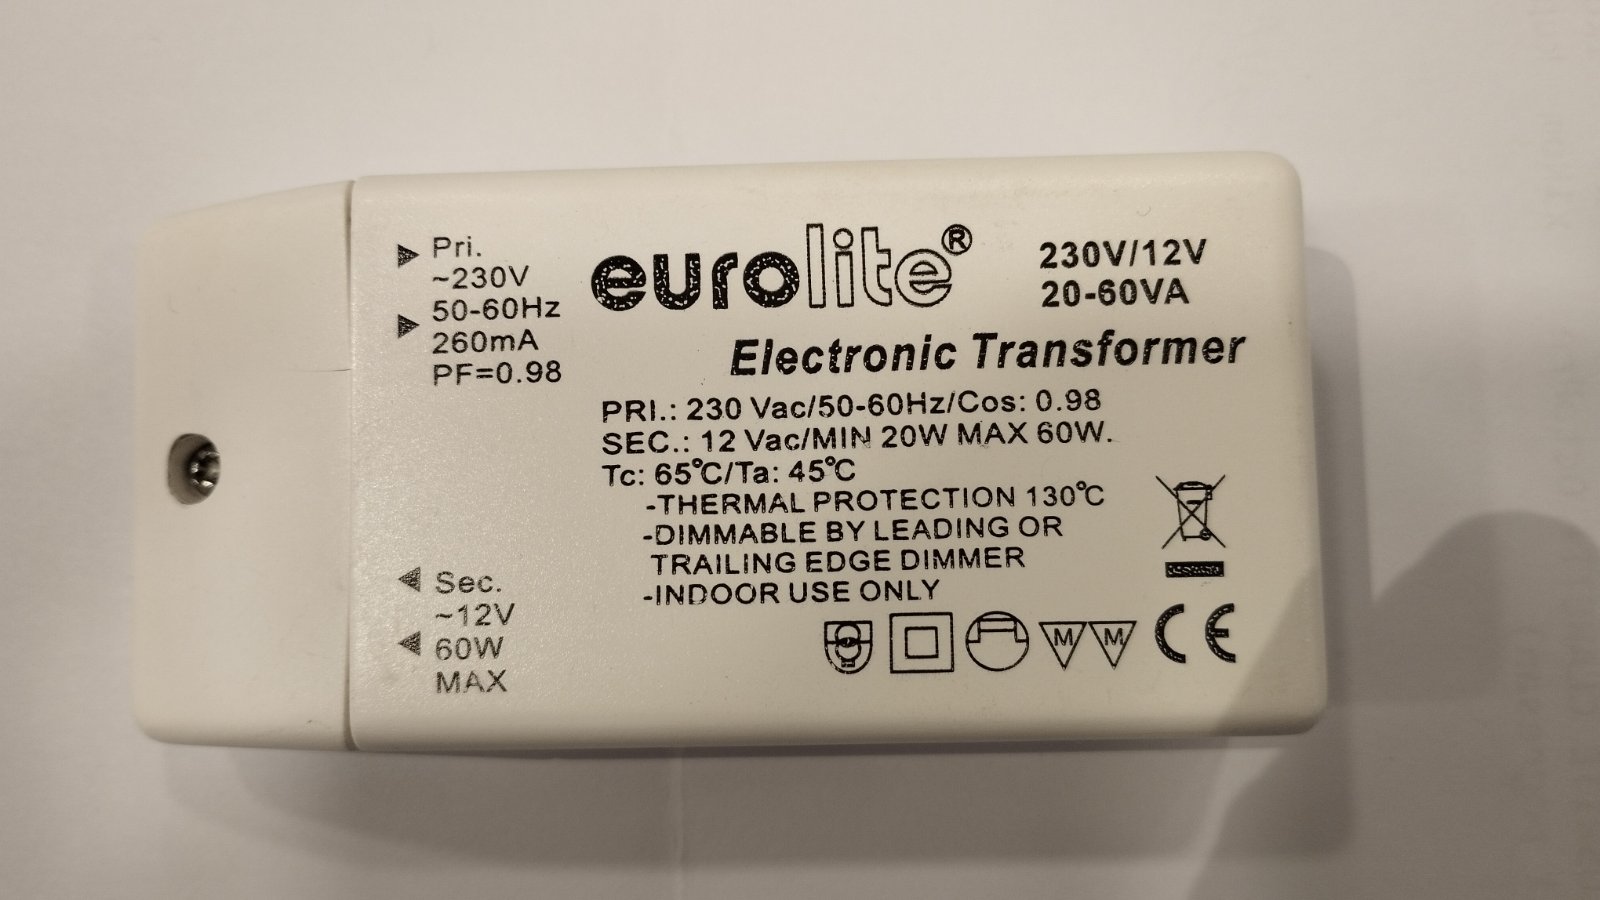 Pri.
~230V
50-60Hz
260mA
PF=0.98
Sec.
~12V
60W
MAX
eurolite®
230V/12V
20-60VA
Electronic Transformer
PRI.: 230 Vac/50-60Hz/Cos: 0.98
SEC.: 12 Vac/MIN 20W MAX 60W.
Tc: 65℃/Ta: 45℃
-THERMAL PROTECTION 130℃
-DIMMABLE BY LEADING OR
TRAILING EDGE DIMMER
-INDOOR USE ONLY
M M CE